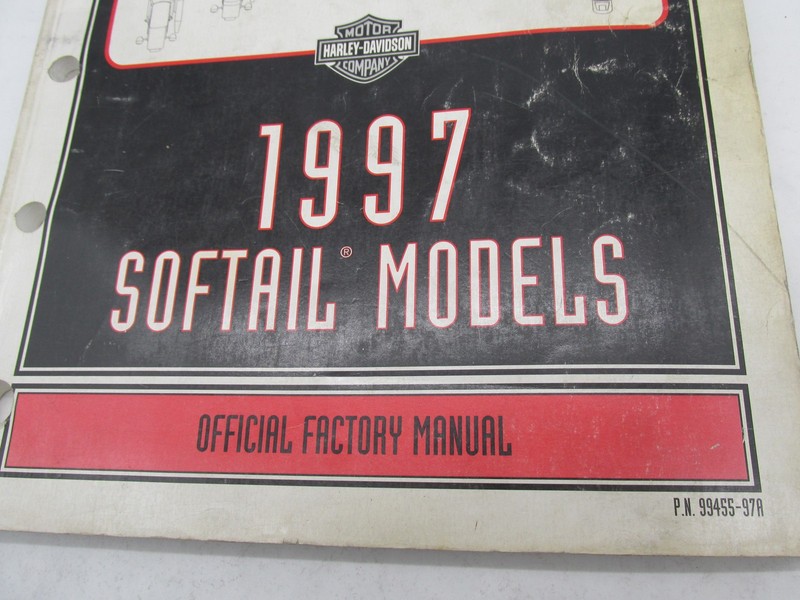 MOTOR
HARLEY-DAVIDSON
COMPANY
1997
SOFTAIL® MODELS
OFFICIAL FACTORY MANUAL
P.N. 99455-97A